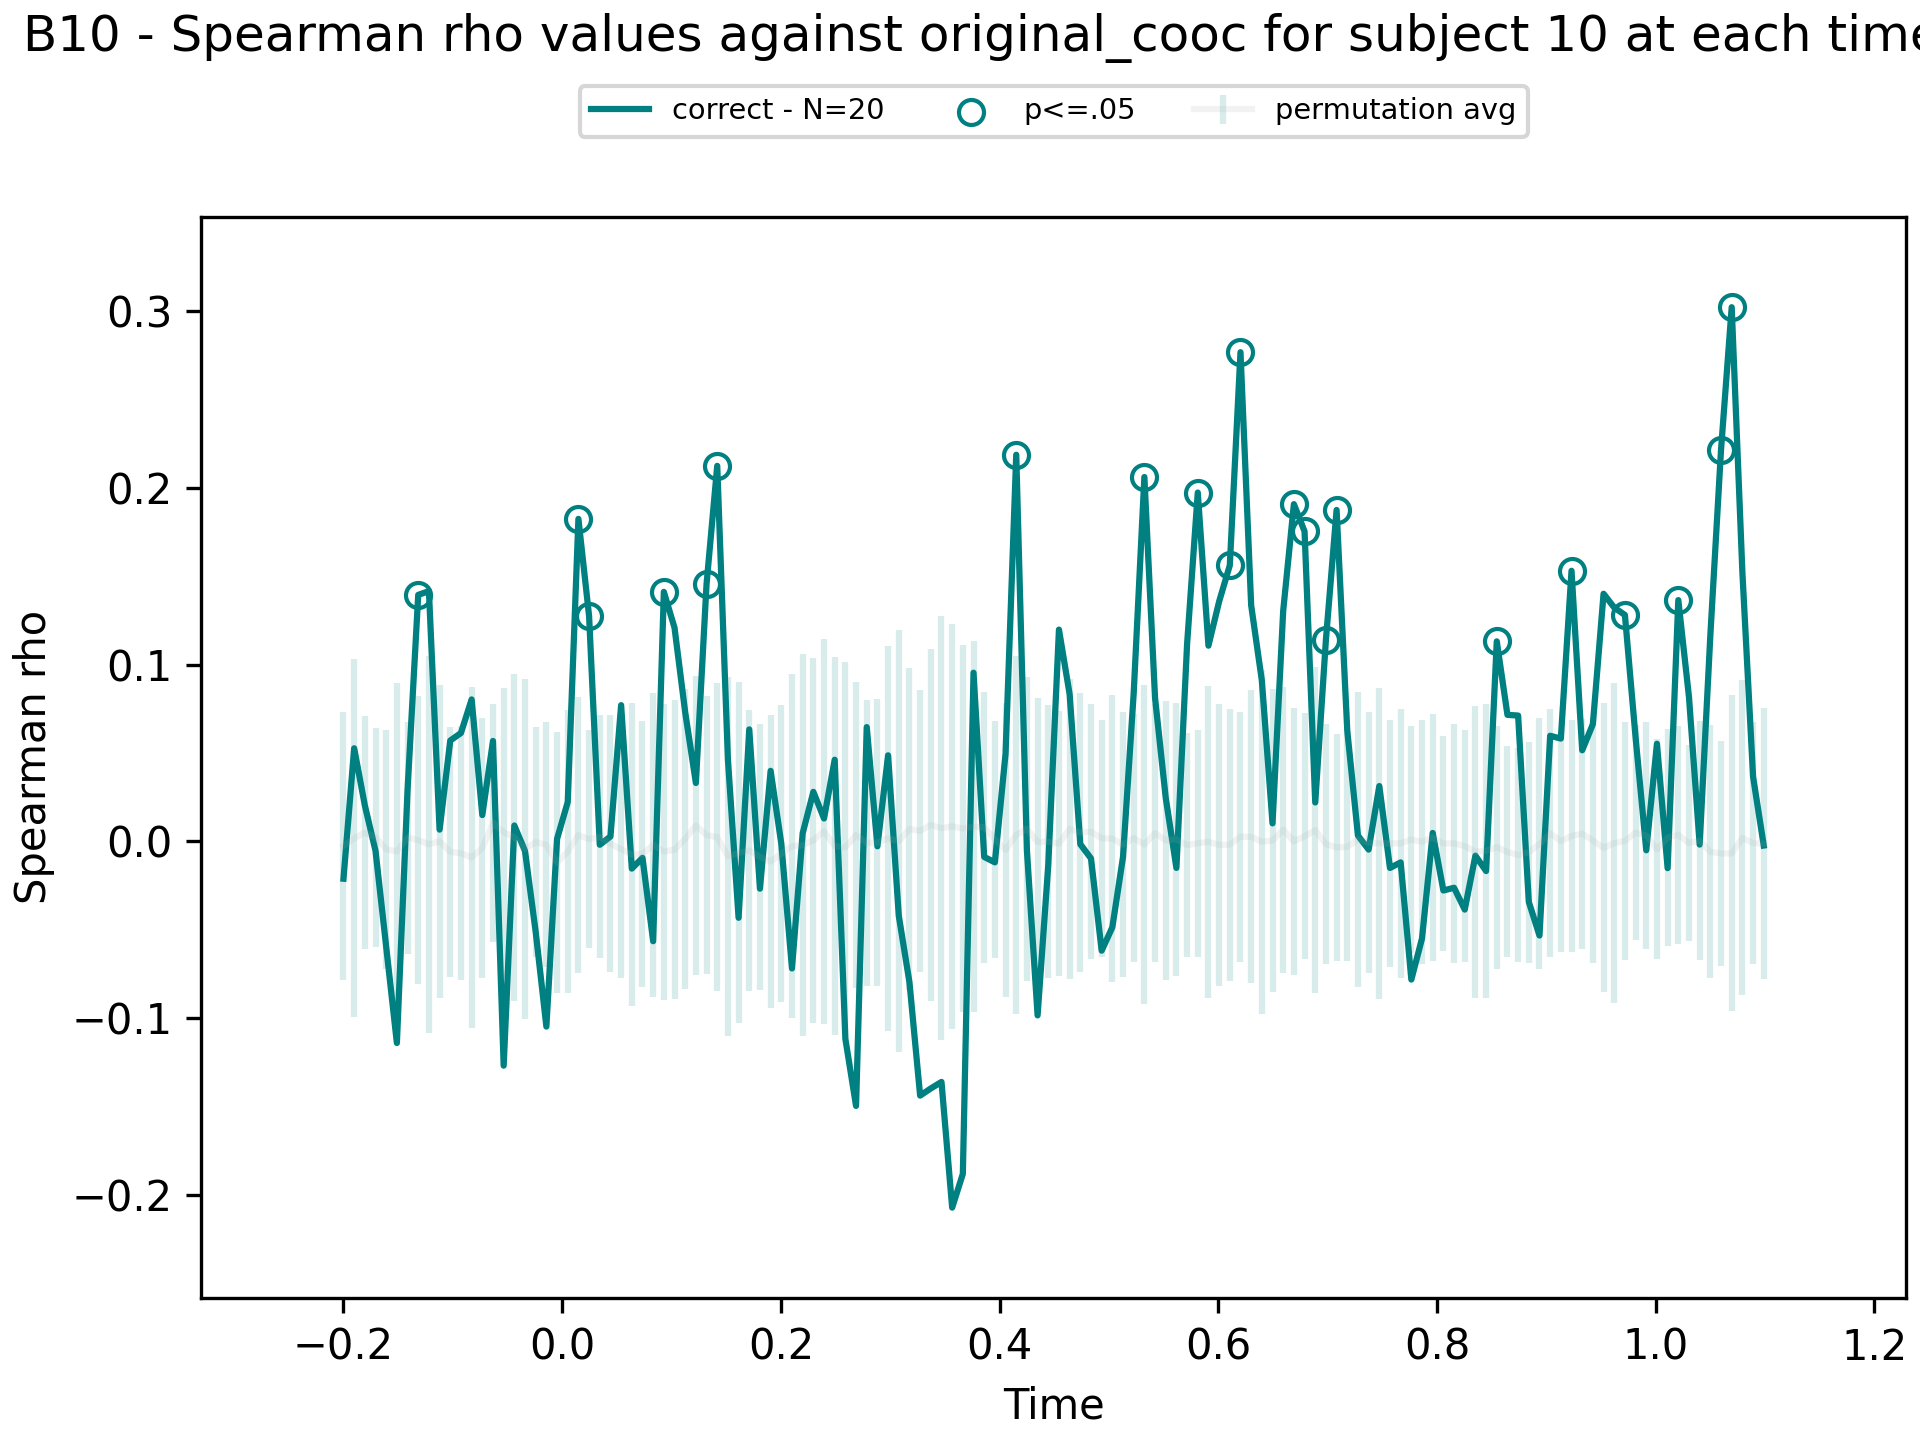 B10 - Spearman rho values against original_cooc for subject 10 at each time
correct - N=20 p<=.05 permutation avg
0.3
0.2
0.1
0.0
−0.1
−0.2
Spearman rho
−0.2 0.0 0.2 0.4 0.6 0.8 1.0 1.2
Time